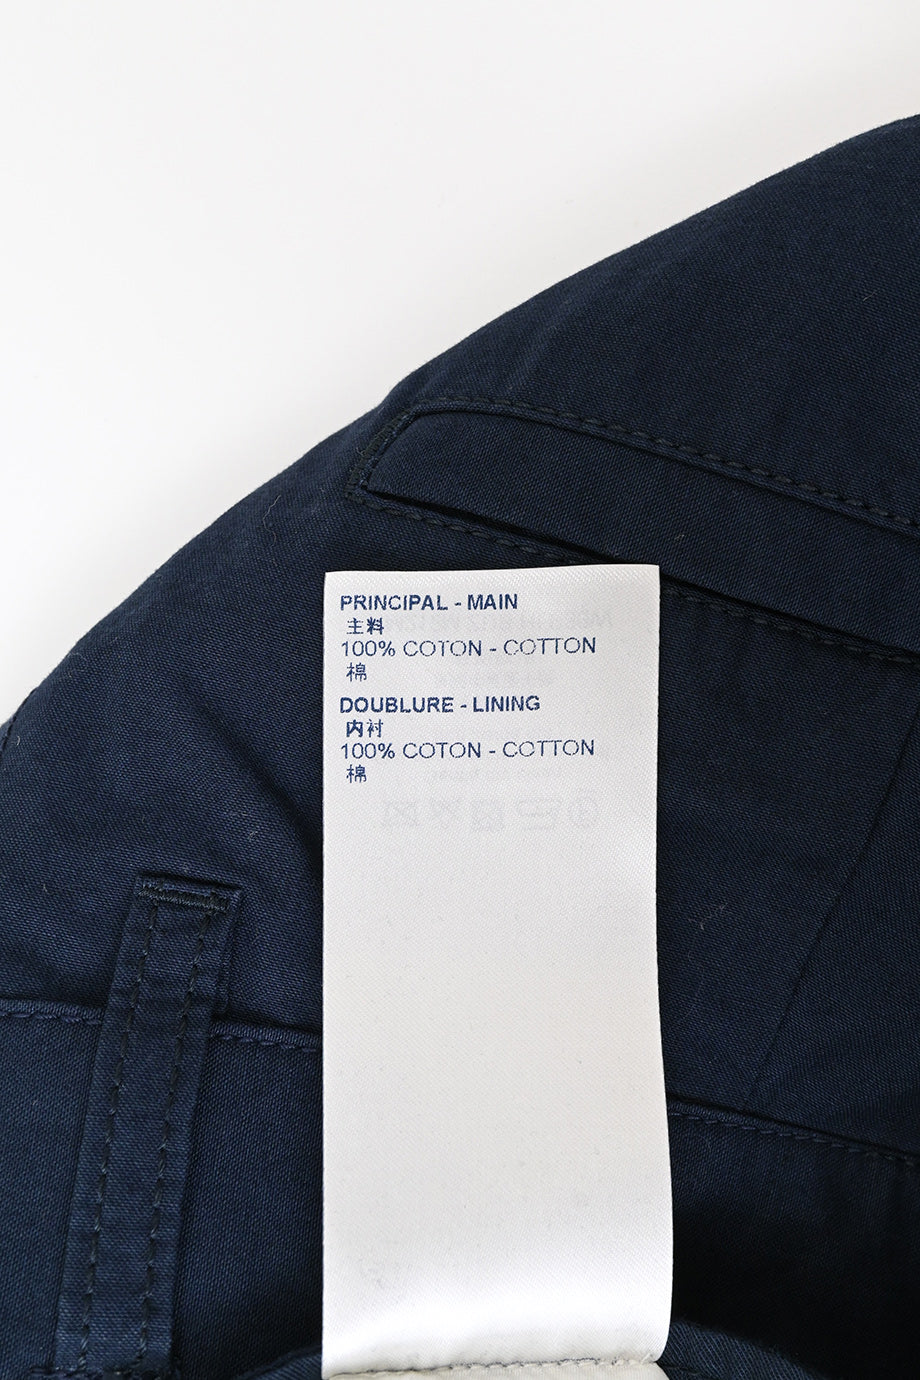 PRINCIPAL - MAIN
主料
100% COTON - COTTON
棉
DOUBLURE - LINING
内衬
100% COTON - COTTON
棉